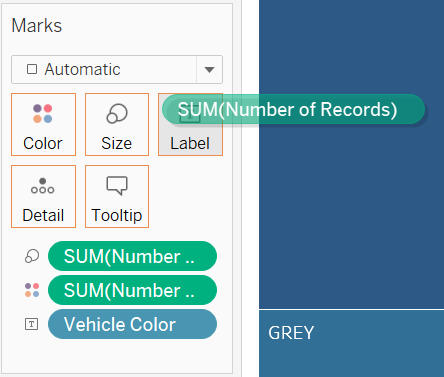 Marks
Automatic
SUM(Number of Records)
Color
Size
Label
Detail
Tooltip
SUM(Number ..
SUM(Number ..
T Vehicle Color
GREY